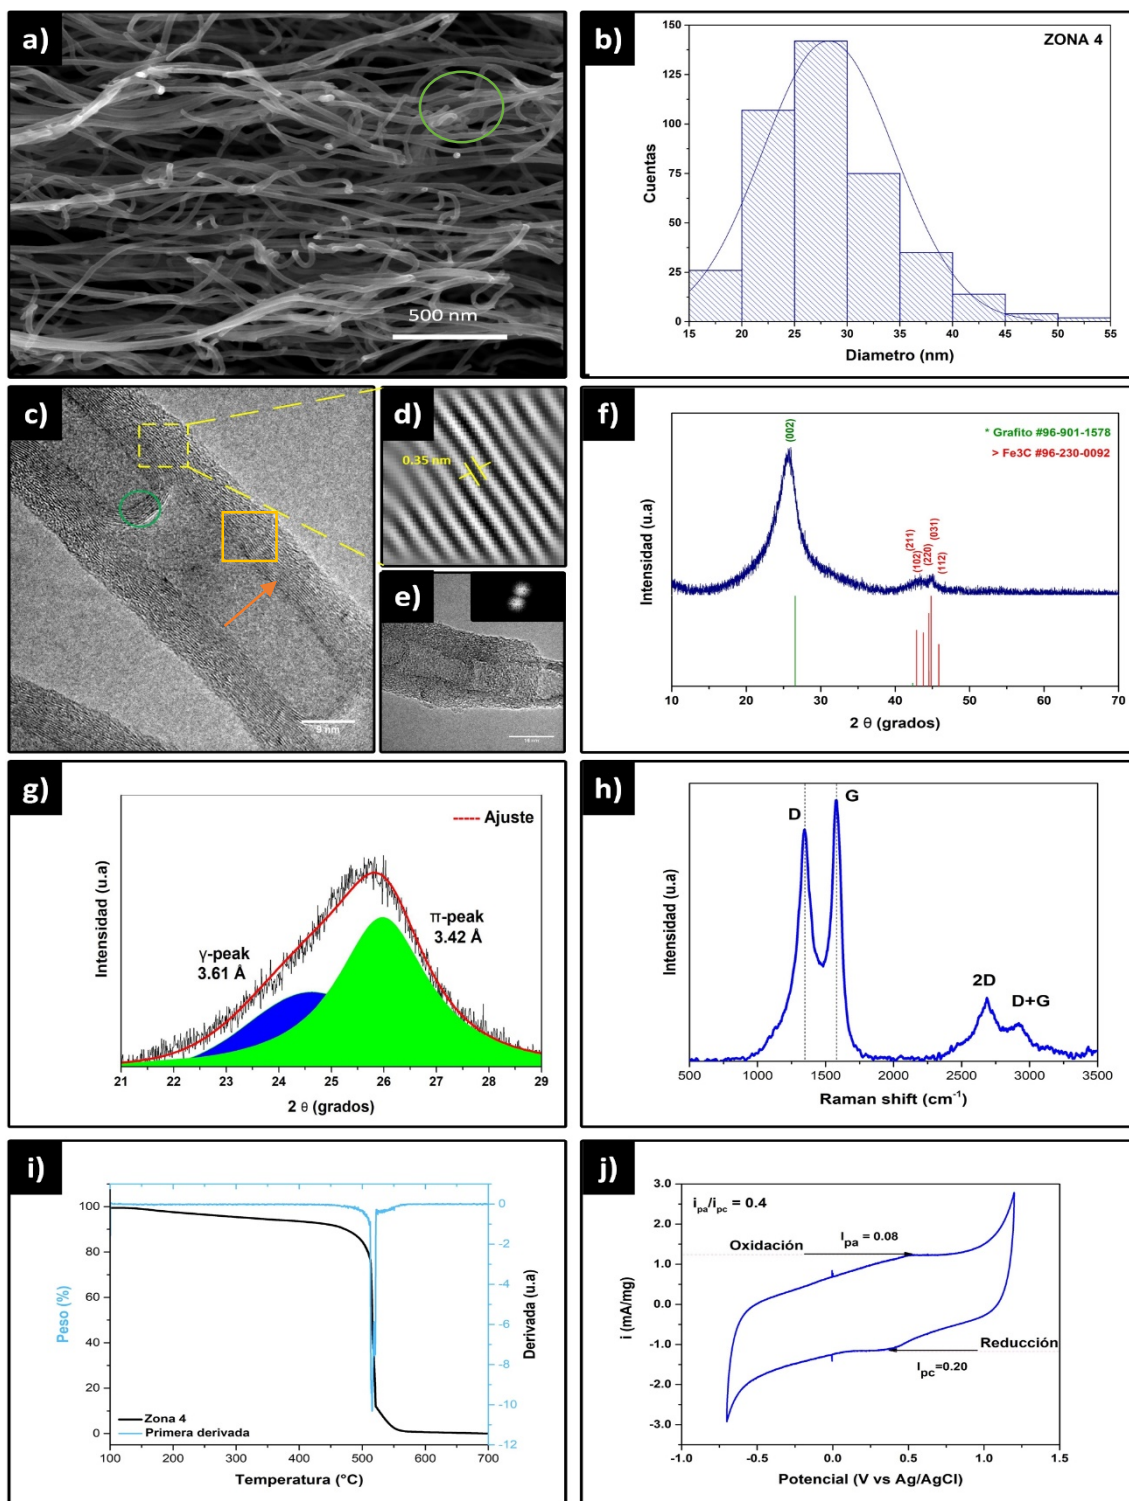 a)
500 nm
b)
ZONA 4
150
125
100
75
50
25
0
Cuentas
15 20 25 30 35 40 45 50 55
Diametro (nm)
c)
9 nm
d)
0.35 nm
e)
f)
(002)
* Grafito #96-901-1578
> Fe3C #96-230-0092
(211)
(102)
(220)
(031)
(112)
Intensidad (u.a)
10 20 30 40 50 60 70
2 θ (grados)
g)
Ajuste
π-peak
3.42 Å
γ-peak
3.61 Å
Intensidad (u.a)
21 22 23 24 25 26 27 28 29
2 θ (grados)
h)
D
G
2D
D+G
Intensidad (u.a)
500 1000 1500 2000 2500 3000 3500
Raman shift (cm⁻¹)
i)
100
80
60
40
20
0
Peso (%)
0
-2
-4
-6
-8
-10
-12
Derivada (u.a)
Zona 4
Primera derivada
100 200 300 400 500 600 700
Temperatura (°C)
j)
3.0
2.0
1.0
0.0
-1.0
-2.0
-3.0
i (mA/mg)
ipa/ipc = 0.4
Oxidación
Ipa = 0.08
Reducción
Ipc=0.20
-1.0 -0.5 0.0 0.5 1.0 1.5
Potencial (V vs Ag/AgCl)